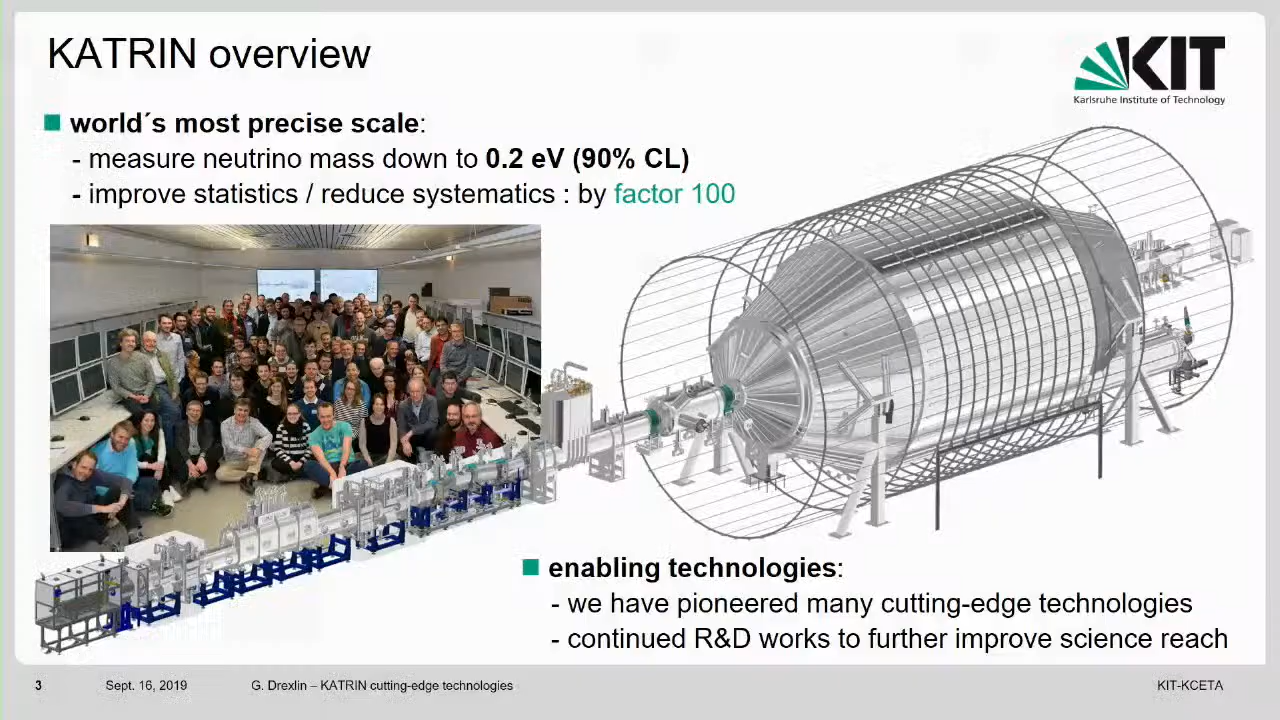 KATRIN overview
KIT
Karlsruhe Institute of Technology
world´s most precise scale:
- measure neutrino mass down to 0.2 eV (90% CL)
- improve statistics / reduce systematics : by factor 100
enabling technologies:
- we have pioneered many cutting-edge technologies
- continued R&D works to further improve science reach
3
Sept. 16, 2019
G. Drexlin – KATRIN cutting-edge technologies
KIT-KCETA